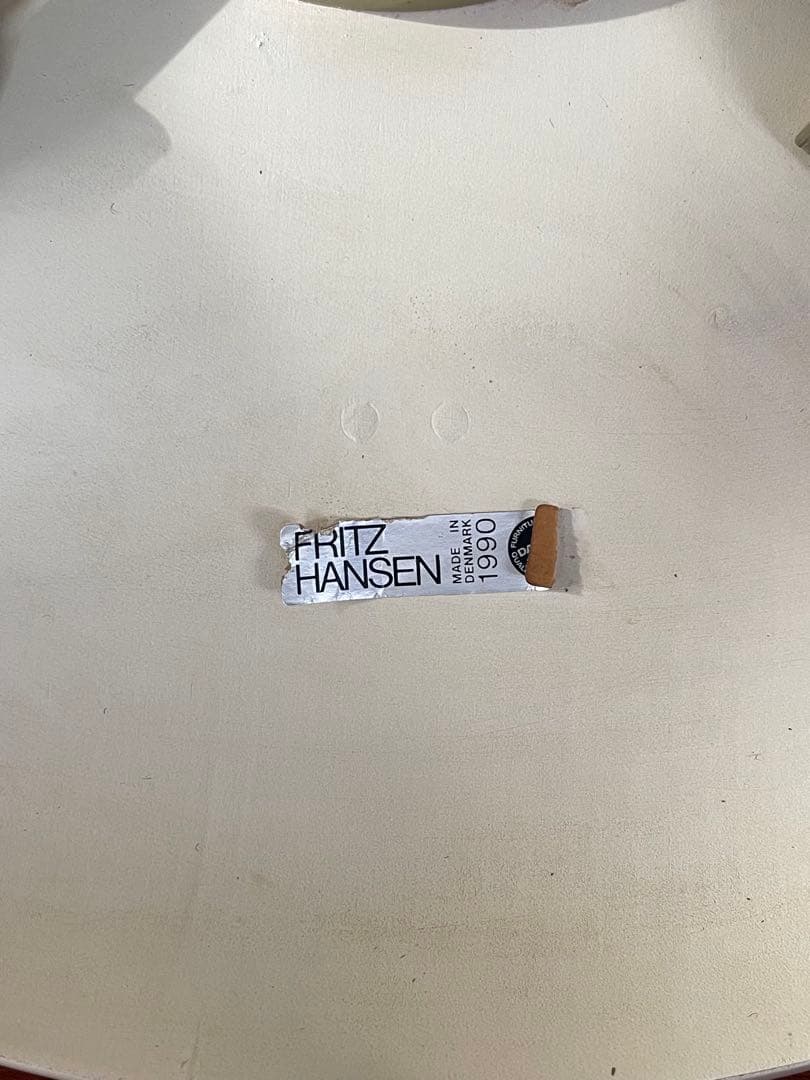 FRITZ
HANSEN
MADE IN
DENMARK
1990